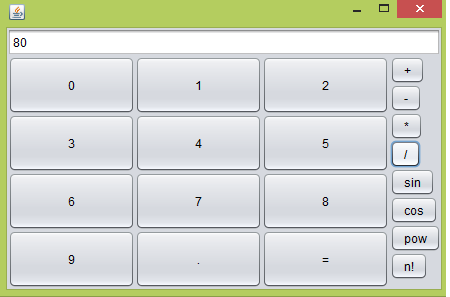 80
0 1 2 +
-
3 4 5 *
/
6 7 8 sin
cos
9 . = pow
n!